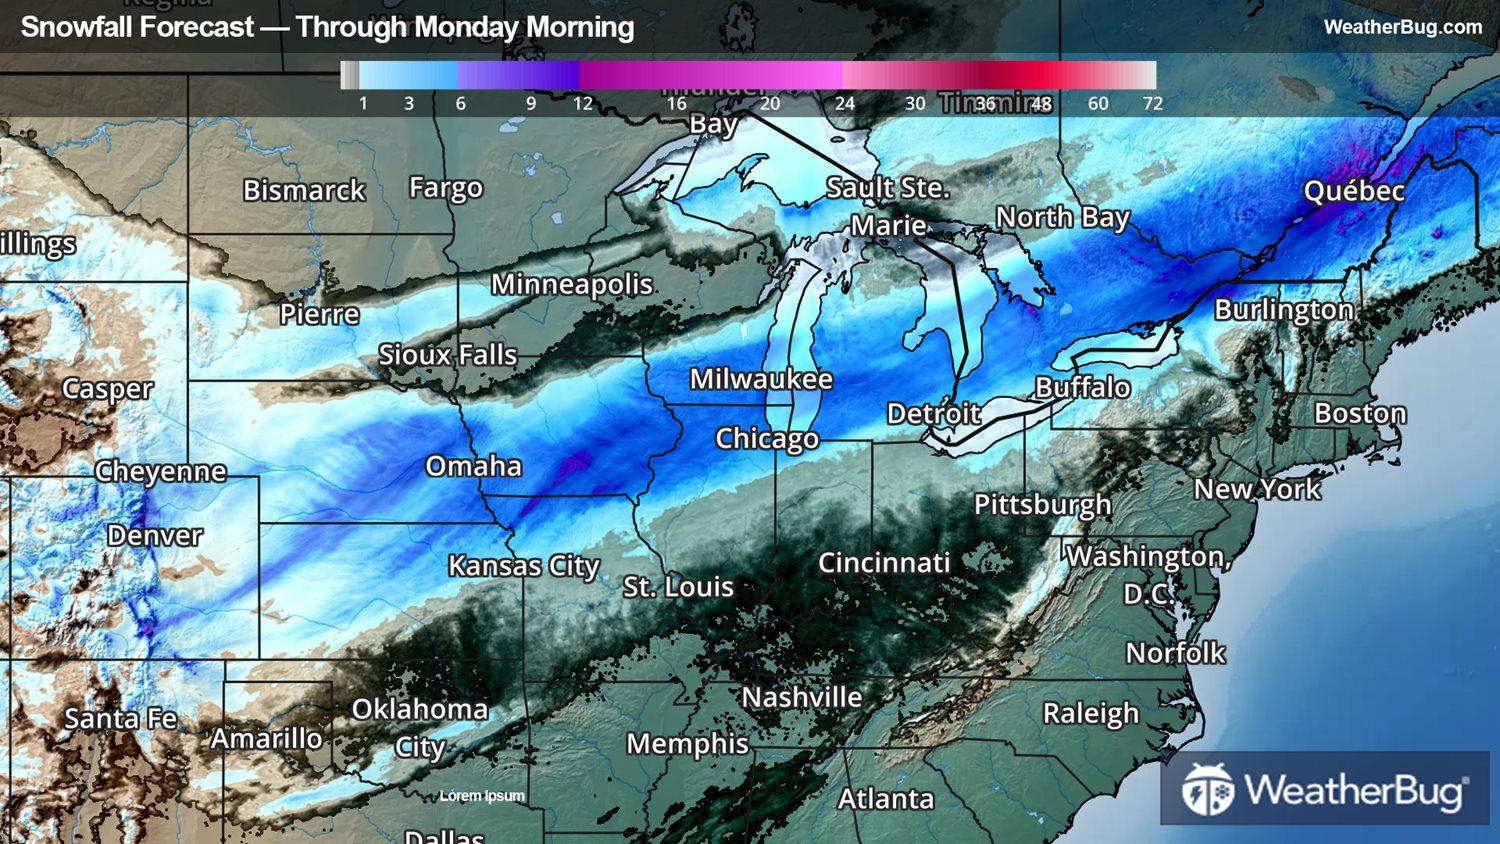 Regina
Winnipeg
Snowfall Forecast — Through Monday Morning
WeatherBug.com
Thunder
Timmins
1 3 6 9 12 16 20 24 30 36 48 60 72
Bay
Bismarck
Fargo
Sault Ste.
Marie
Québec
North Bay
illings
Minneapolis
Pierre
Burlington
Sioux Falls
Casper
Milwaukee
Buffalo
Detroit
Boston
Chicago
Cheyenne
Omaha
New York
Pittsburgh
Denver
Kansas City
Cincinnati
Washington,
D.C.
St. Louis
Norfolk
Nashville
Santa Fe
Oklahoma
City
Raleigh
Amarillo
Memphis
Lorem Ipsum
Atlanta
WeatherBug®
Dallas